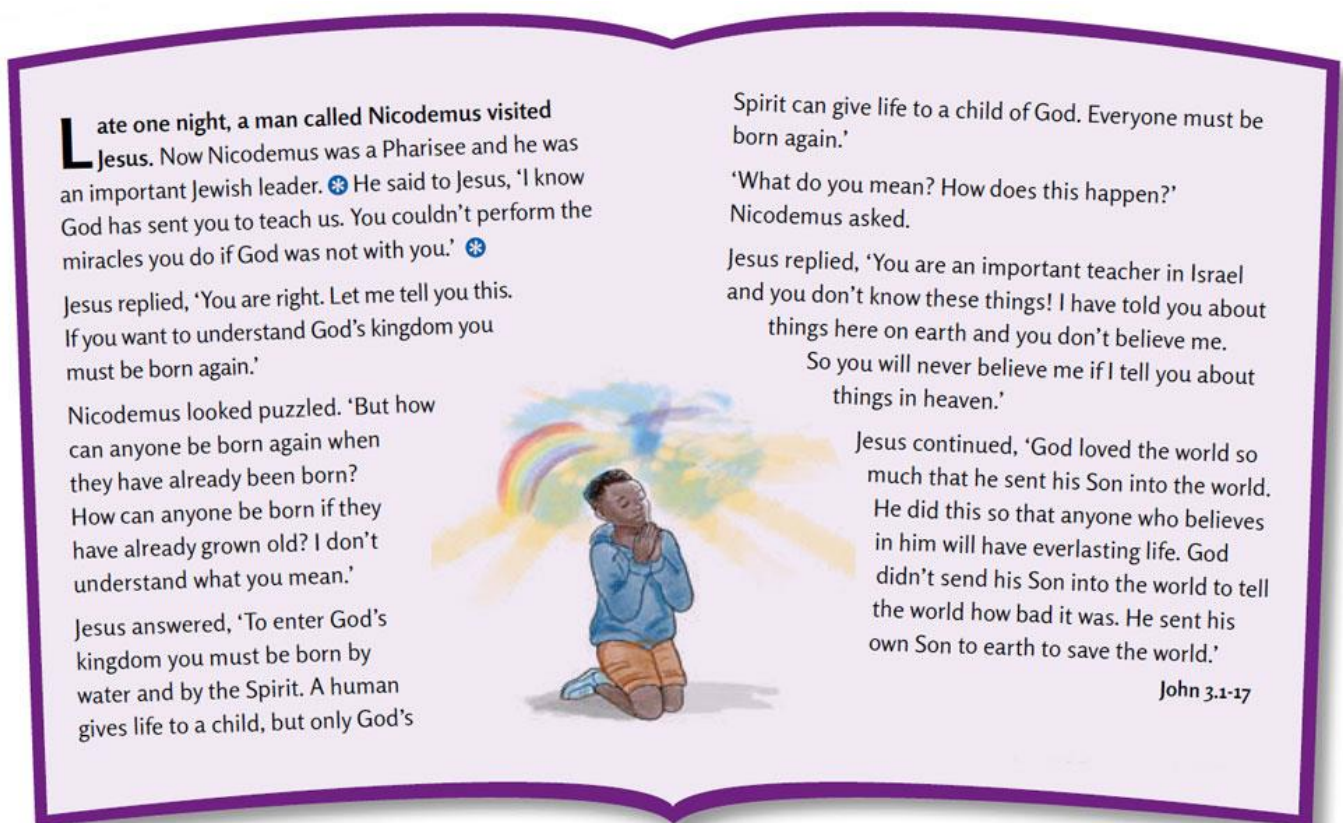 Late one night, a man called Nicodemus visited
Jesus. Now Nicodemus was a Pharisee and he was
an important Jewish leader. ✱ He said to Jesus, ‘I know
God has sent you to teach us. You couldn’t perform the
miracles you do if God was not with you.’ ✱
Jesus replied, ‘You are right. Let me tell you this.
If you want to understand God’s kingdom you
must be born again.’
Nicodemus looked puzzled. ‘But how
can anyone be born again when
they have already been born?
How can anyone be born if they
have already grown old? I don’t
understand what you mean.’
Jesus answered, ‘To enter God’s
kingdom you must be born by
water and by the Spirit. A human
gives life to a child, but only God’s
Spirit can give life to a child of God. Everyone must be
born again.’
‘What do you mean? How does this happen?’
Nicodemus asked.
Jesus replied, ‘You are an important teacher in Israel
and you don’t know these things! I have told you about
things here on earth and you don’t believe me.
So you will never believe me if I tell you about
things in heaven.’
Jesus continued, ‘God loved the world so
much that he sent his Son into the world.
He did this so that anyone who believes
in him will have everlasting life. God
didn’t send his Son into the world to tell
the world how bad it was. He sent his
own Son to earth to save the world.’
John 3.1-17